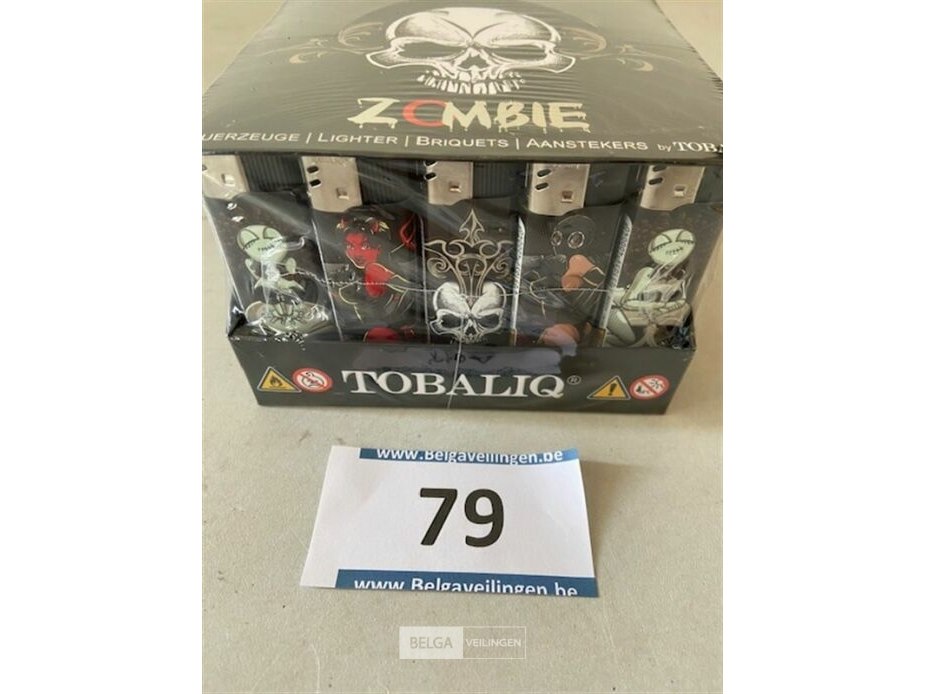 ZOMBIE
UERZEUGE | LIGHTER | BRIQUETS | AANSTEKERS by TOBA
TOBALIQ®
www.Belgaveilingen.be
79
www.Belgaveilingen.be
BELGA VEILINGEN